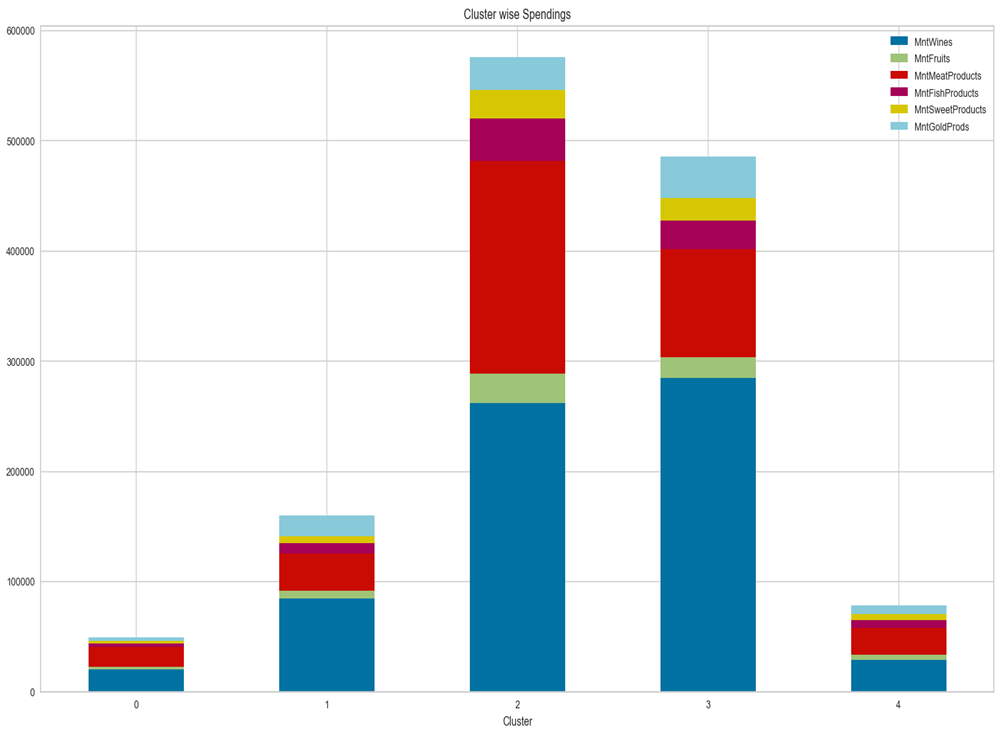 Cluster wise Spendings
600000
500000
400000
300000
200000
100000
0
MntWines
MntFruits
MntMeatProducts
MntFishProducts
MntSweetProducts
MntGoldProds
0 1 2 3 4
Cluster